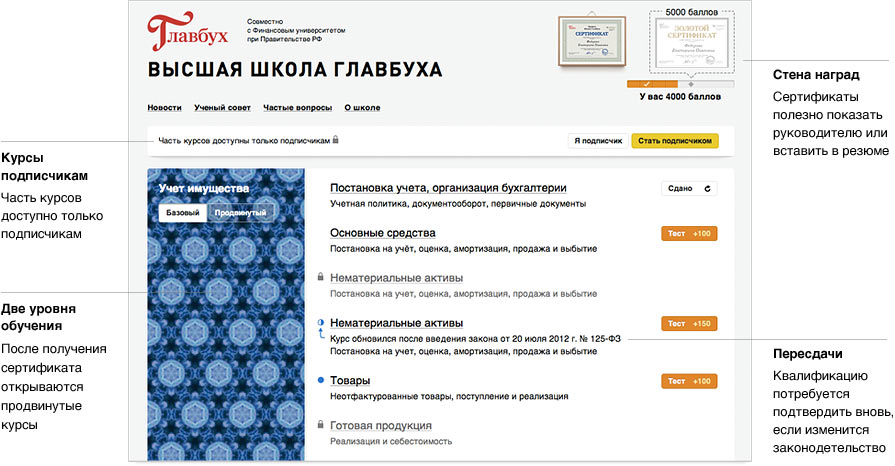 Главбух
Совместно
с Финансовым университетом
при Правительстве РФ
ВЫСШАЯ ШКОЛА ГЛАВБУХА
Новости Ученый совет Частые вопросы О школе
СЕРТИФИКАТ
5000 баллов
ЗОЛОТОЙ
СЕРТИФИКАТ
У вас 4000 баллов
Стена наград
Сертификаты
полезно показать
руководителю или
вставить в резюме
Часть курсов доступны только подписчикам
Я подписчик
Стать подписчиком
Курсы
подписчикам
Часть курсов
доступно только
подписчикам
Учет имущества
Базовый Продвинутый
Постановка учета, организация бухгалтерии
Учетная политика, документооборот, первичные документы
Сдано
Основные средства
Постановка на учёт, оценка, амортизация, продажа и выбытие
Тест +100
Нематериальные активы
Постановка на учет, оценка, амортизация, продажа и выбытие
Две уровня
обучения
После получения
сертификата
открываются
продвинутые
курсы
Нематериальные активы
Курс обновился после введения закона от 20 июля 2012 г. № 125-ФЗ
Постановка на учет, оценка, амортизация, продажа и выбытие
Тест +150
Товары
Неотфактурованные товары, поступление и реализация
Тест +100
Готовая продукция
Реализация и себестоимость
Пересдачи
Квалификацию
потребуется
подтвердить вновь,
если изменится
законодетельство